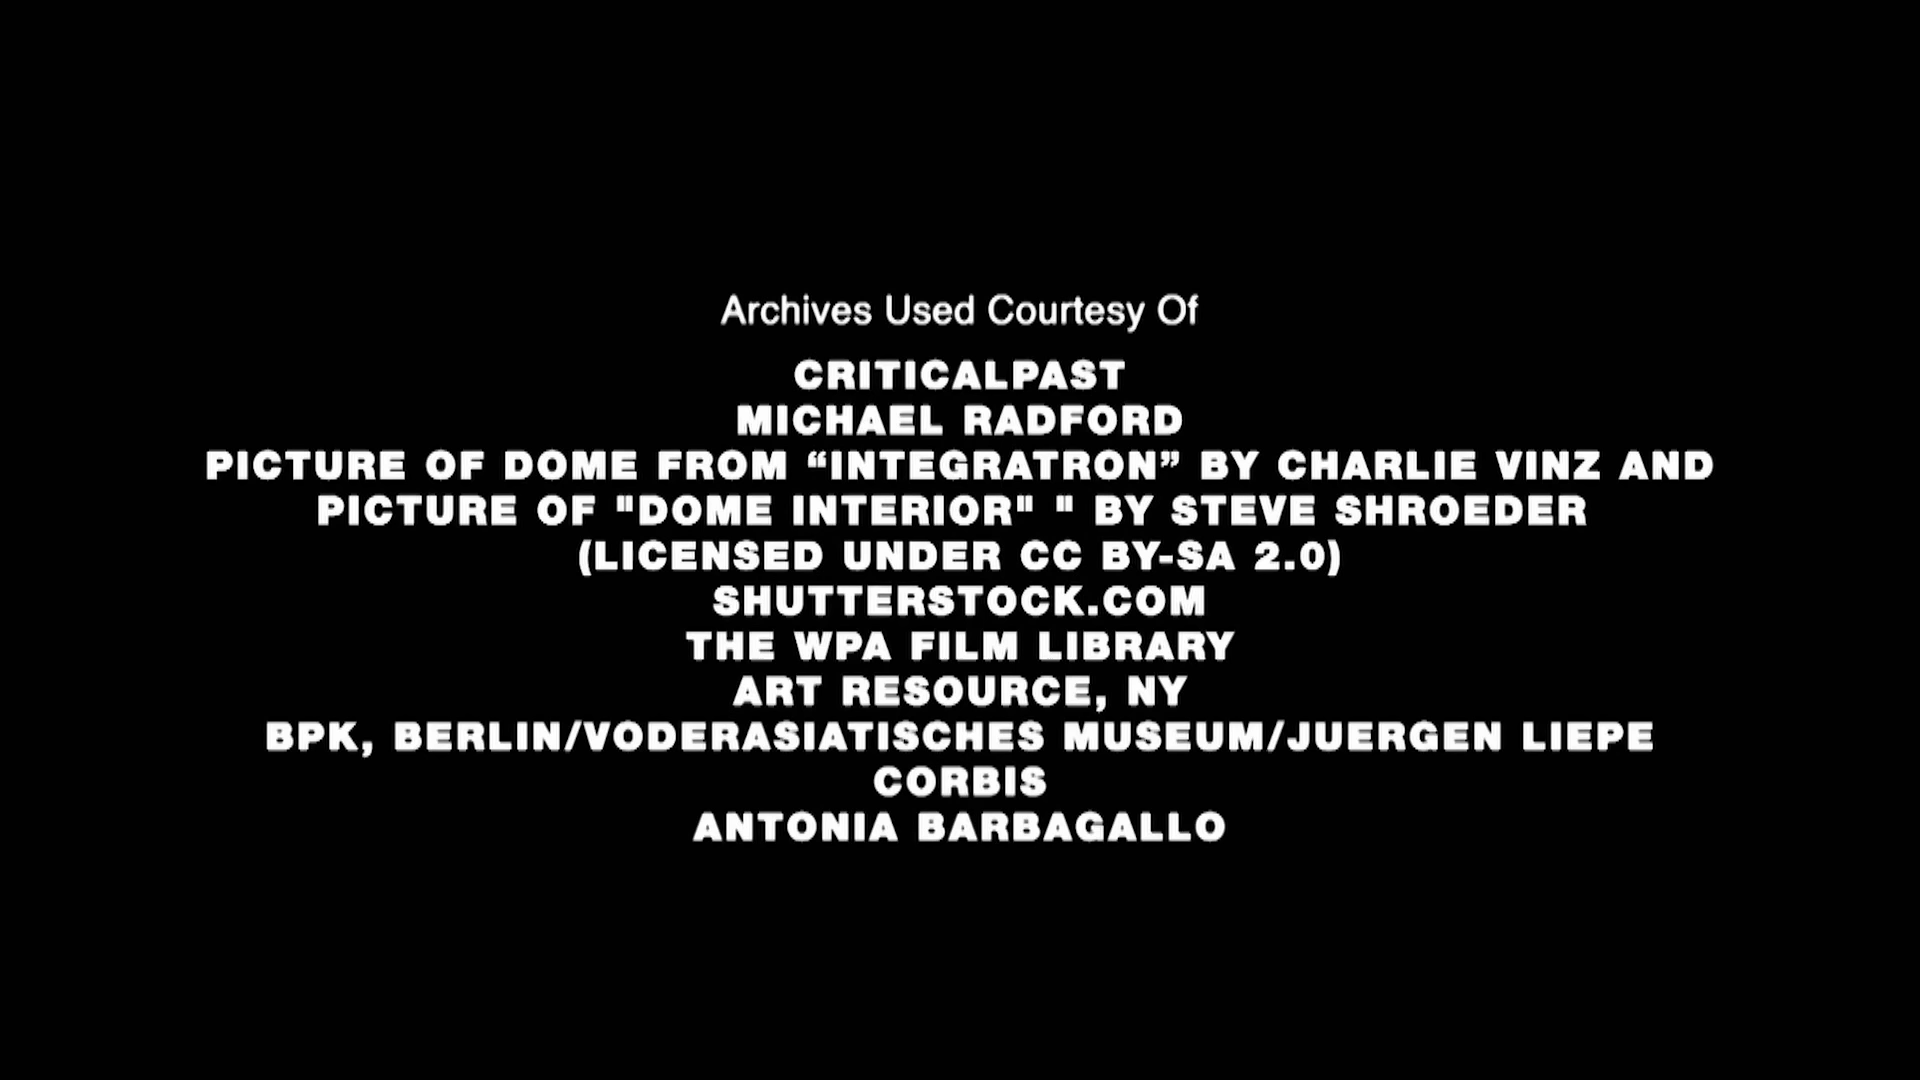 Archives Used Courtesy Of
CRITICALPAST
MICHAEL RADFORD
PICTURE OF DOME FROM “INTEGRATRON” BY CHARLIE VINZ AND
PICTURE OF "DOME INTERIOR" " BY STEVE SHROEDER
(LICENSED UNDER CC BY-SA 2.0)
SHUTTERSTOCK.COM
THE WPA FILM LIBRARY
ART RESOURCE, NY
BPK, BERLIN/VODERASIATISCHES MUSEUM/JUERGEN LIEPE
CORBIS
ANTONIA BARBAGALLO